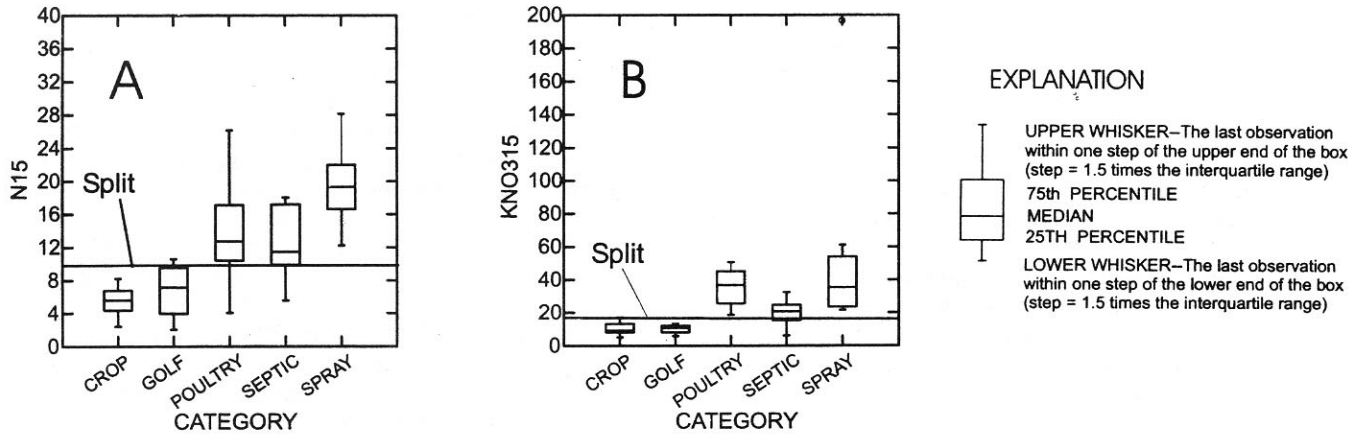 A
N15
40
36
32
28
24
20
16
12
8
4
0
Split
CROP
GOLF
POULTRY
SEPTIC
SPRAY
CATEGORY
B
KNO315
200
180
160
140
120
100
80
60
40
20
0
Split
CROP
GOLF
POULTRY
SEPTIC
SPRAY
CATEGORY
EXPLANATION
UPPER WHISKER–The last observation
within one step of the upper end of the box
(step = 1.5 times the interquartile range)
75th PERCENTILE
MEDIAN
25TH PERCENTILE
LOWER WHISKER–The last observation
within one step of the lower end of the box
(step = 1.5 times the interquartile range)